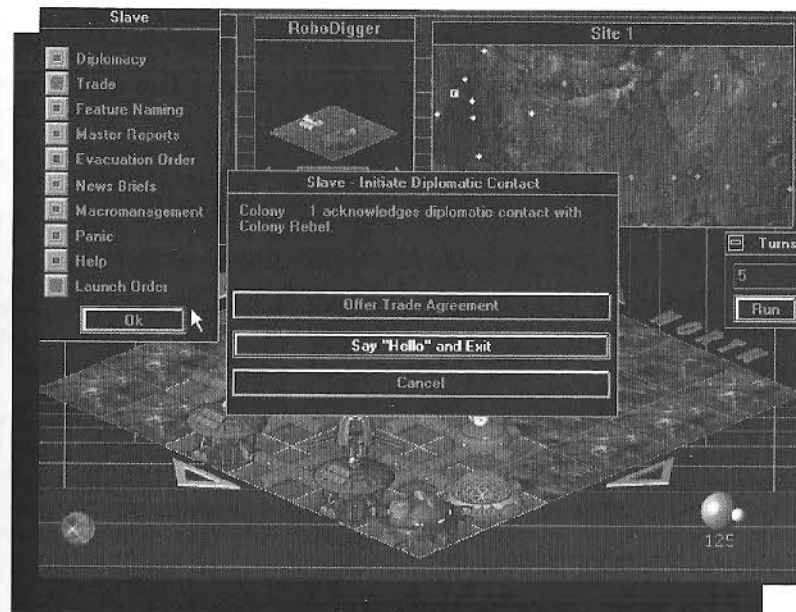 Slave
Diplomacy
Trade
Feature Naming
Master Reports
Evacuation Order
News Briefs
Macromanagement
Panic
Help
Launch Order
Ok
RoboDigger
Site 1
Slave - Initiate Diplomatic Contact
Colony 1 acknowledges diplomatic contact with
Colony Rebel.
Offer Trade Agreement
Say "Hello" and Exit
Cancel
Turns
5
Run
NORTH
125